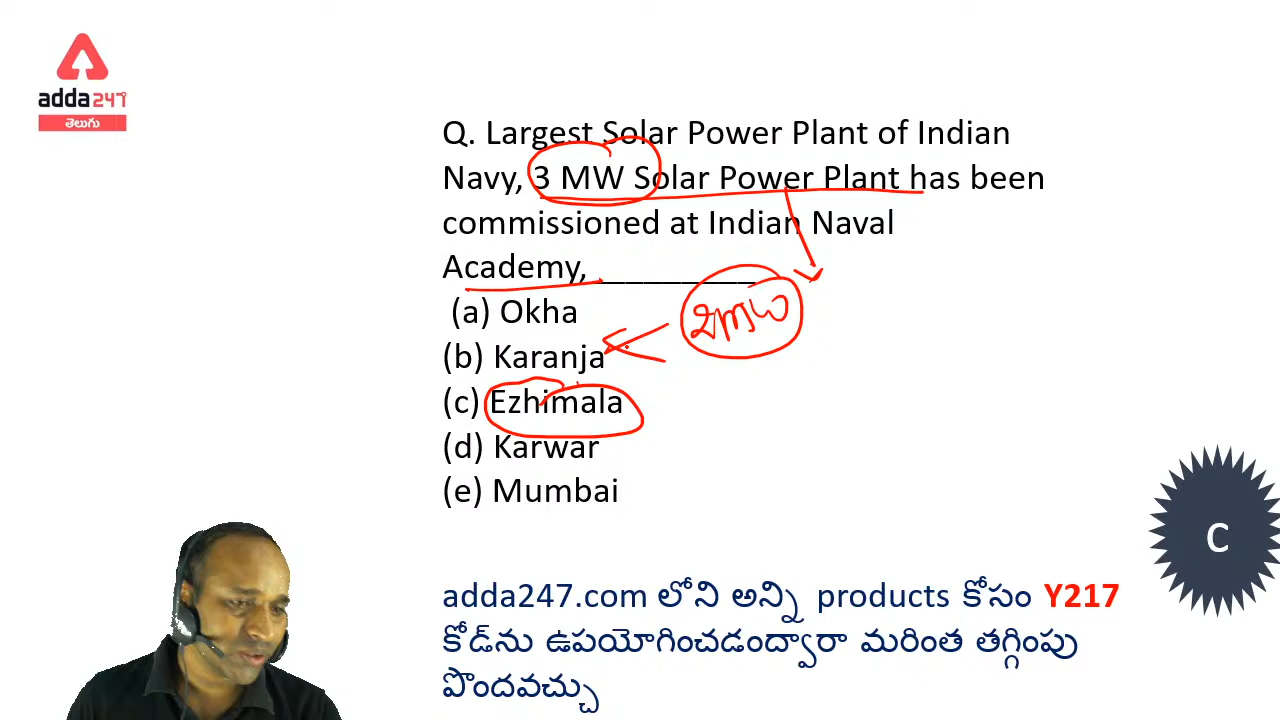 adda247
తెలుగు
Q. Largest Solar Power Plant of Indian
Navy, 3 MW Solar Power Plant has been
commissioned at Indian Naval
Academy, __________
(a) Okha
(b) Karanja
(c) Ezhimala
(d) Karwar
(e) Mumbai
C
adda247.com లోని అన్ని products కోసం Y217
కోడ్‌ను ఉపయోగించడంద్వారా మరింత తగ్గింపు
పొందవచ్చు